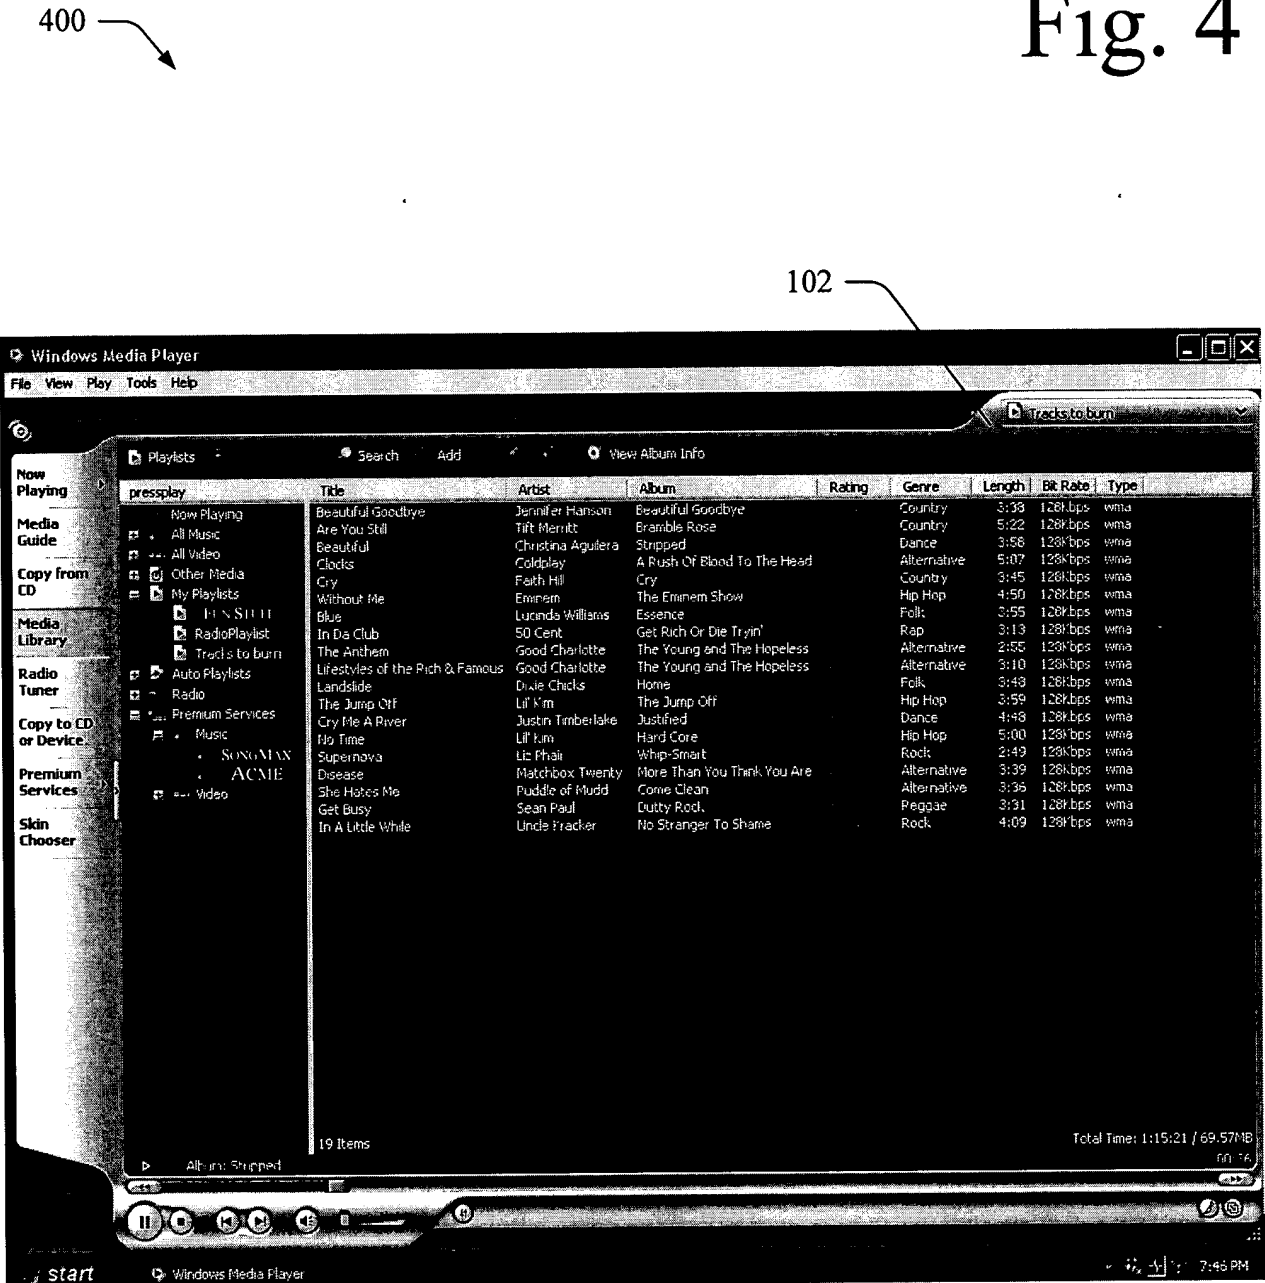 400
Fig. 4
102
Windows Media Player
File View Play Tools Help
Tracks to burn
Playlists Search Add View Album Info
Now Playing
Media Guide
Copy from CD
Media Library
Radio Tuner
Copy to CD or Device
Premium Services
Skin Chooser
pressplay
Now Playing
All Music
All Video
Other Media
My Playlists
FUN STUFF
RadioPlaylist
Tracks to burn
Auto Playlists
Radio
Premium Services
Music
SONGMAX
ACME
Video
Title Artist Album Rating Genre Length Bit Rate Type
Beautiful Goodbye Jennifer Hanson Beautiful Goodbye Country 3:38 128Kbps wma
Are You Still Tift Merritt Bramble Rose Country 5:22 128Kbps wma
Beautiful Christina Aguilera Stripped Dance 3:58 128Kbps wma
Clocks Coldplay A Rush Of Blood To The Head Alternative 5:07 128Kbps wma
Cry Faith Hill Cry Country 3:45 128Kbps wma
Without Me Eminem The Eminem Show Hip Hop 4:50 128Kbps wma
Blue Lucinda Williams Essence Folk 3:55 128Kbps wma
In Da Club 50 Cent Get Rich Or Die Tryin' Rap 3:13 128Kbps wma
The Anthem Good Charlotte The Young and The Hopeless Alternative 2:55 128Kbps wma
Lifestyles of the Rich & Famous Good Charlotte The Young and The Hopeless Alternative 3:10 128Kbps wma
Landslide Dixie Chicks Home Folk 3:48 128Kbps wma
The Jump Off Lil' Kim The Jump Off Hip Hop 3:59 128Kbps wma
Cry Me A River Justin Timberlake Justified Dance 4:48 128Kbps wma
No Time Lil' Kim Hard Core Hip Hop 5:00 128Kbps wma
Supernova Liz Phair Whip-Smart Rock 2:49 128Kbps wma
Disease Matchbox Twenty More Than You Think You Are Alternative 3:39 128Kbps wma
She Hates Me Puddle of Mudd Come Clean Alternative 3:36 128Kbps wma
Get Busy Sean Paul Dutty Rock Reggae 3:31 128Kbps wma
In A Little While Uncle Kracker No Stranger To Shame Rock 4:09 128Kbps wma
19 Items
Total Time: 1:15:21 / 69.57MB
Album: Stripped
00:36
start Windows Media Player 7:46 PM